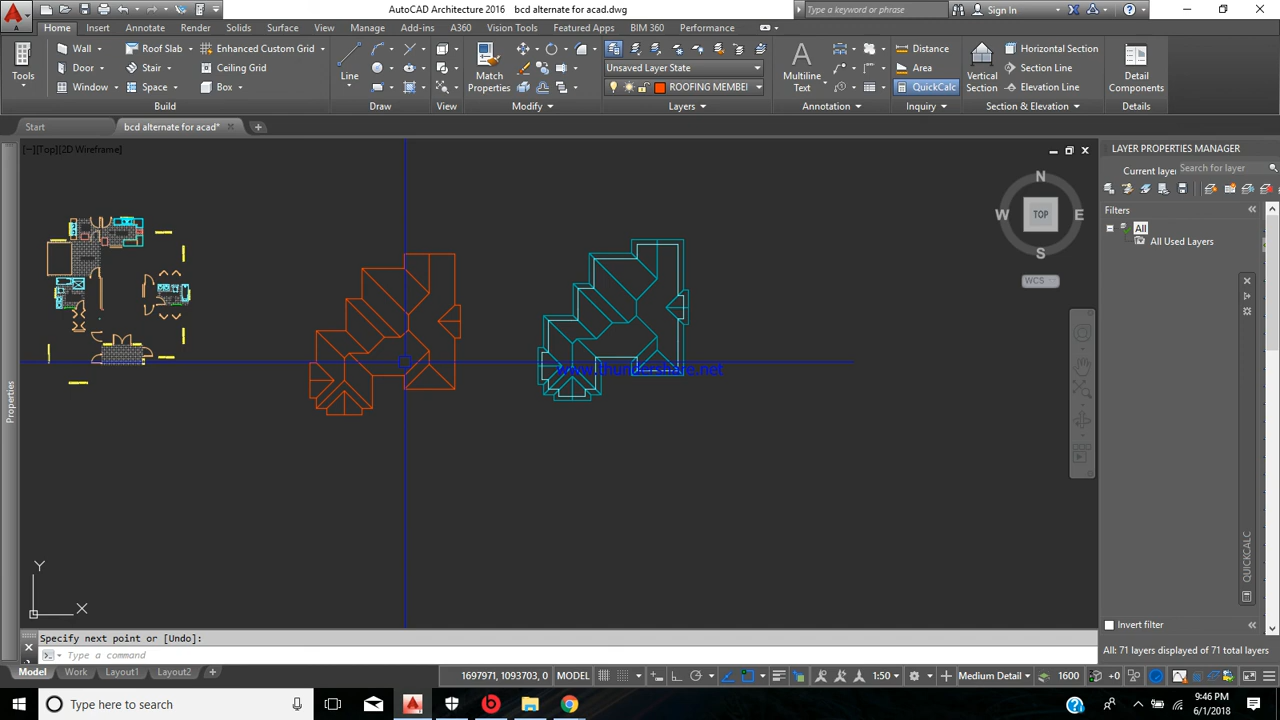 AutoCAD Architecture 2016 bcd alternate for acad.dwg
Type a keyword or phrase
Sign In
Home Insert Annotate Render Solids Surface Manage Add-ins A360 Vision Tools Featured Apps BIM 360 Performance
Tools
Wall
Door
Window
Roof Slab
Stair
Space
Enhanced Custom Grid
Ceiling Grid
Box
Build
Line
Draw
View
Match
Properties
Modify
Unsaved Layer State
ROOFING MEMBEI
Layers
Multiline
Text
Annotation
Distance
Area
QuickCalc
Inquiry
Vertical
Section
Horizontal Section
Section Line
Elevation Line
Section & Elevation
Detail
Components
Details
Start
bcd alternate for acad*
[−][Top][2D Wireframe]
N
W TOP E
S
WCS
www.thundershare.net
Y
X
Properties
LAYER PROPERTIES MANAGER
Current layer
Search for layer
Filters
All
All Used Layers
QUICKCALC
Invert filter
All: 71 layers displayed of 71 total layers
Specify next point or [Undo]:
Type a command
Model Work Layout1 Layout2
1697971, 1093703, 0 MODEL 1:50 Medium Detail 1600 +0
Type here to search
9:46 PM
6/1/2018